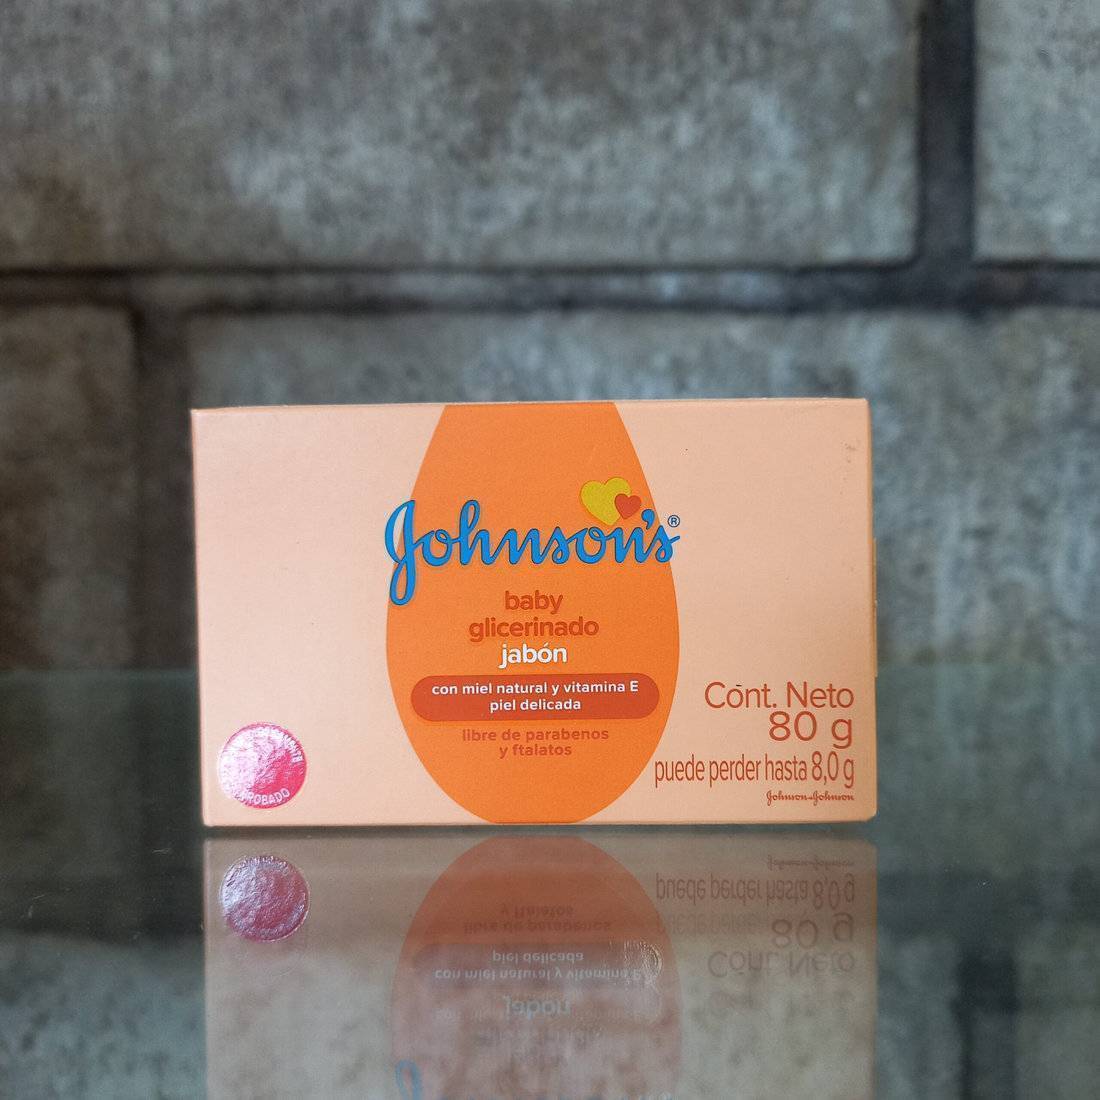 Johnson's®
baby
glicerinado
jabón
con miel natural y vitamina E
piel delicada
libre de parabenos
y ftalatos
Cont. Neto
80 g
puede perder hasta 8,0 g
Johnson & Johnson